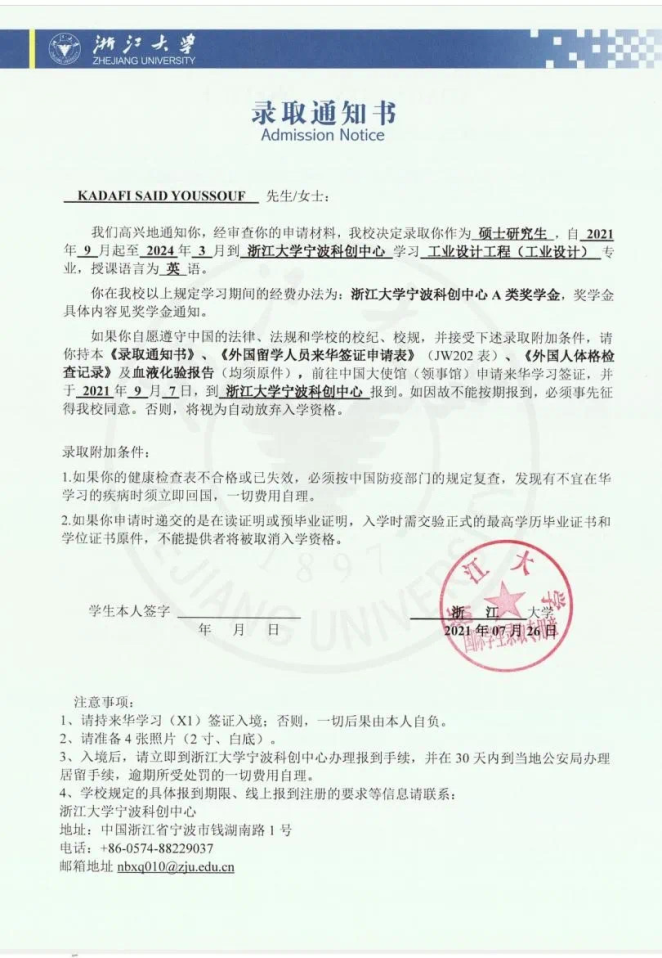 浙江大学
ZHEJIANG UNIVERSITY
录取通知书
Admission Notice
KADAFI SAID YOUSSOUF 先生/女士：
我们高兴地通知你，经审查你的申请材料，我校决定录取你作为 硕士研究生 ，自 2021
年 9 月起至 2024 年 3 月到 浙江大学宁波科创中心 学习 工业设计工程（工业设计） 专
业，授课语言为 英 语。
你在我校以上规定学习期间的经费办法为：浙江大学宁波科创中心 A 类奖学金，奖学金
具体内容见奖学金通知。
如果你自愿遵守中国的法律、法规和学校的校纪、校规，并接受下述录取附加条件，请
你持本《录取通知书》、《外国留学人员来华签证申请表》（JW202 表）、《外国人体格检
查记录》及血液化验报告（均须原件），前往中国大使馆（领事馆）申请来华学习签证，并
于 2021 年 9 月 7 日，到 浙江大学宁波科创中心 报到。如因故不能按期报到，必须事先征
得我校同意。否则，将视为自动放弃入学资格。
录取附加条件：
1.如果你的健康检查表不合格或已失效，必须按中国防疫部门的规定复查，发现有不宜在华
学习的疾病时须立即回国，一切费用自理。
2.如果你申请时递交的是在读证明或预毕业证明，入学时需交验正式的最高学历毕业证书和
学位证书原件，不能提供者将被取消入学资格。
1897
ZHEJIANG UNIVERSITY
浙江大学
学生本人签字
浙 江 大学
年 月 日
2021 年 07 月 26 日
注意事项：
1、请持来华学习（X1）签证入境；否则，一切后果由本人自负。
2、请准备 4 张照片（2 寸、白底）。
3、入境后，请立即到浙江大学宁波科创中心办理报到手续，并在 30 天内到当地公安局办理
居留手续，逾期所受处罚的一切费用自理。
4、学校规定的具体报到期限、线上报到注册的要求等信息请联系：
浙江大学宁波科创中心
地址：中国浙江省宁波市钱湖南路 1 号
电话：+86-0574-88229037
邮箱地址 nbxq010@zju.edu.cn